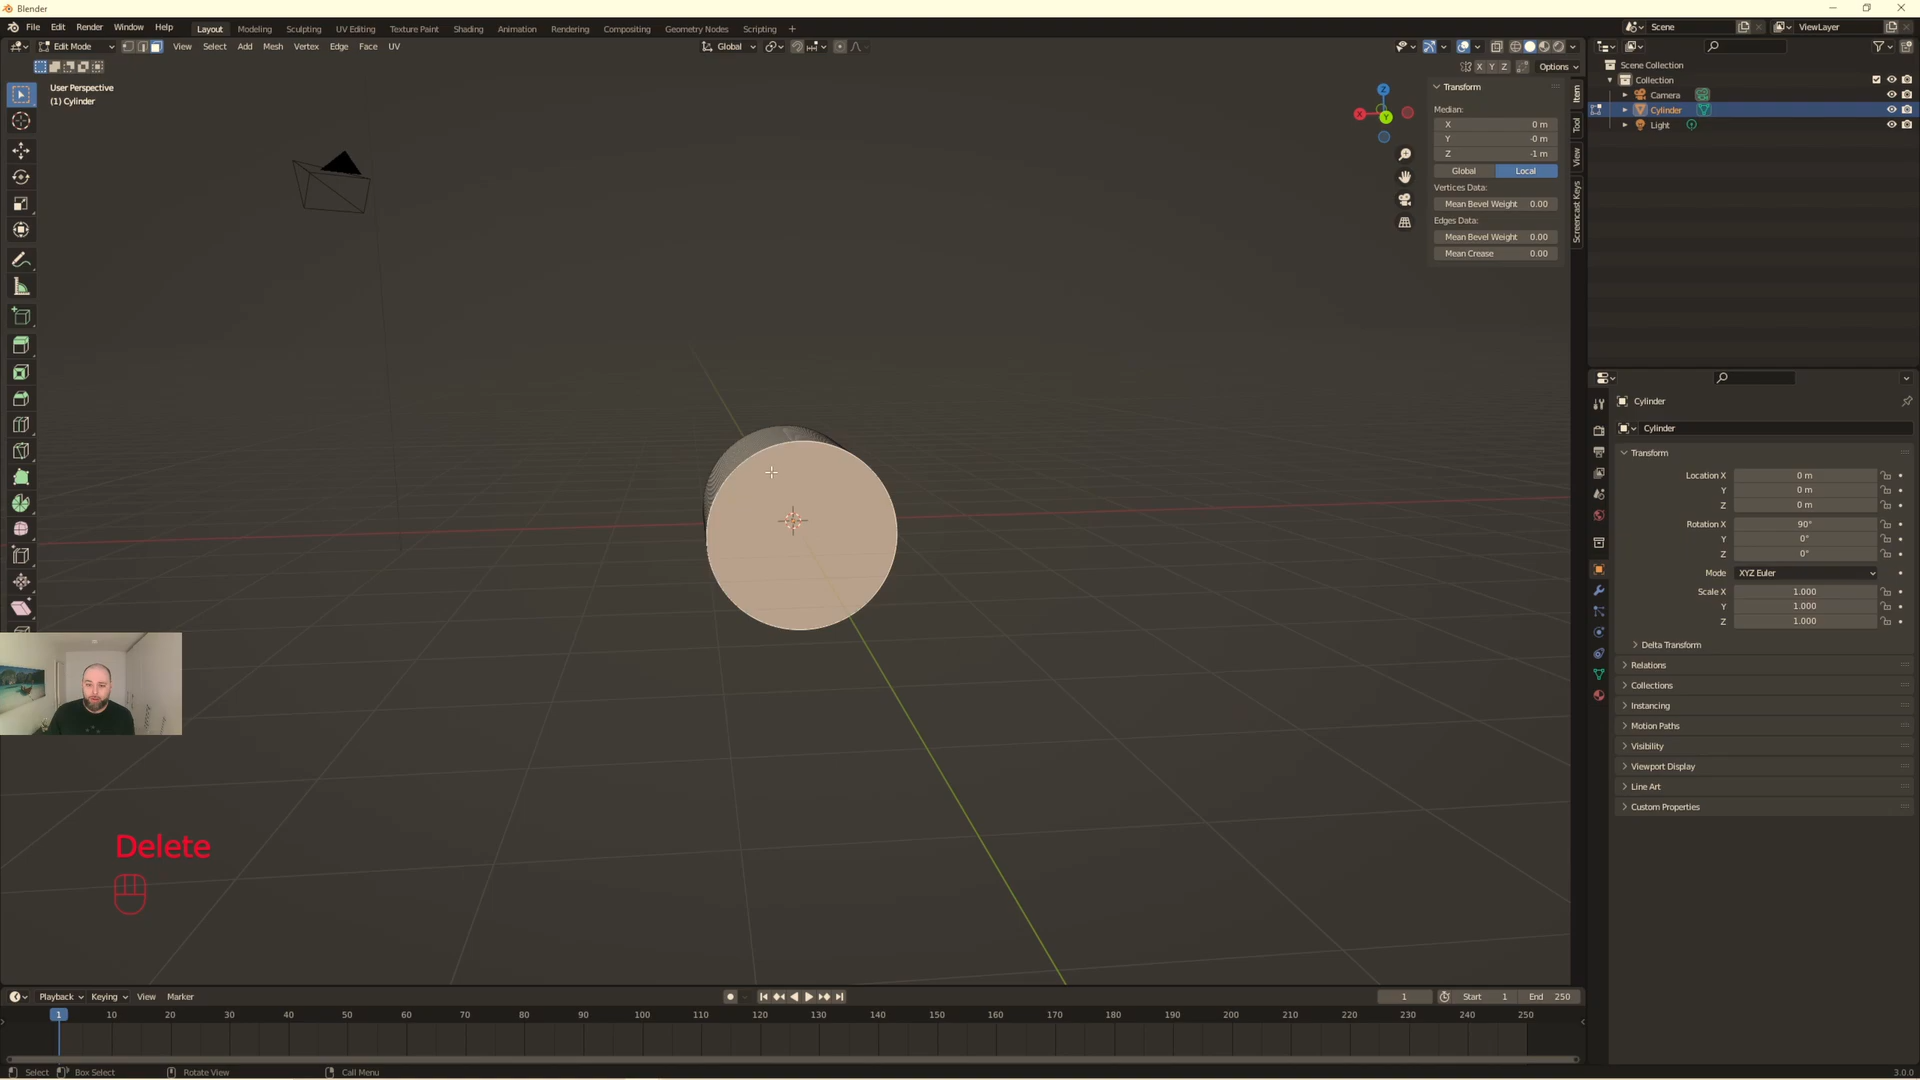 Blender
File Edit Render Window Help
Layout Modeling Sculpting UV Editing Texture Paint Shading Animation Rendering Compositing Geometry Nodes Scripting
Scene
ViewLayer
Edit Mode
View Select Add Mesh Vertex Edge Face UV
Global
X Y Z
Options
User Perspective
(1) Cylinder
Z
X
Y
Transform
Median:
X 0 m
Y -0 m
Z -1 m
Global Local
Vertices Data:
Mean Bevel Weight 0.00
Edges Data:
Mean Bevel Weight 0.00
Mean Crease 0.00
Item
Tool
View
Screencast Keys
Scene Collection
Collection
Camera
Cylinder
Light
Cylinder
Cylinder
Transform
Location X 0 m
Y 0 m
Z 0 m
Rotation X 90°
Y 0°
Z 0°
Mode XYZ Euler
Scale X 1.000
Y 1.000
Z 1.000
Delta Transform
Relations
Collections
Instancing
Motion Paths
Visibility
Viewport Display
Line Art
Custom Properties
Delete
Playback Keying View Marker
1
Start 1
End 250
1 10 20 30 40 50 60 70 80 90 100 110 120 130 140 150 160 170 180 190 200 210 220 230 240 250
Select Box Select Rotate View Call Menu
3.0.0